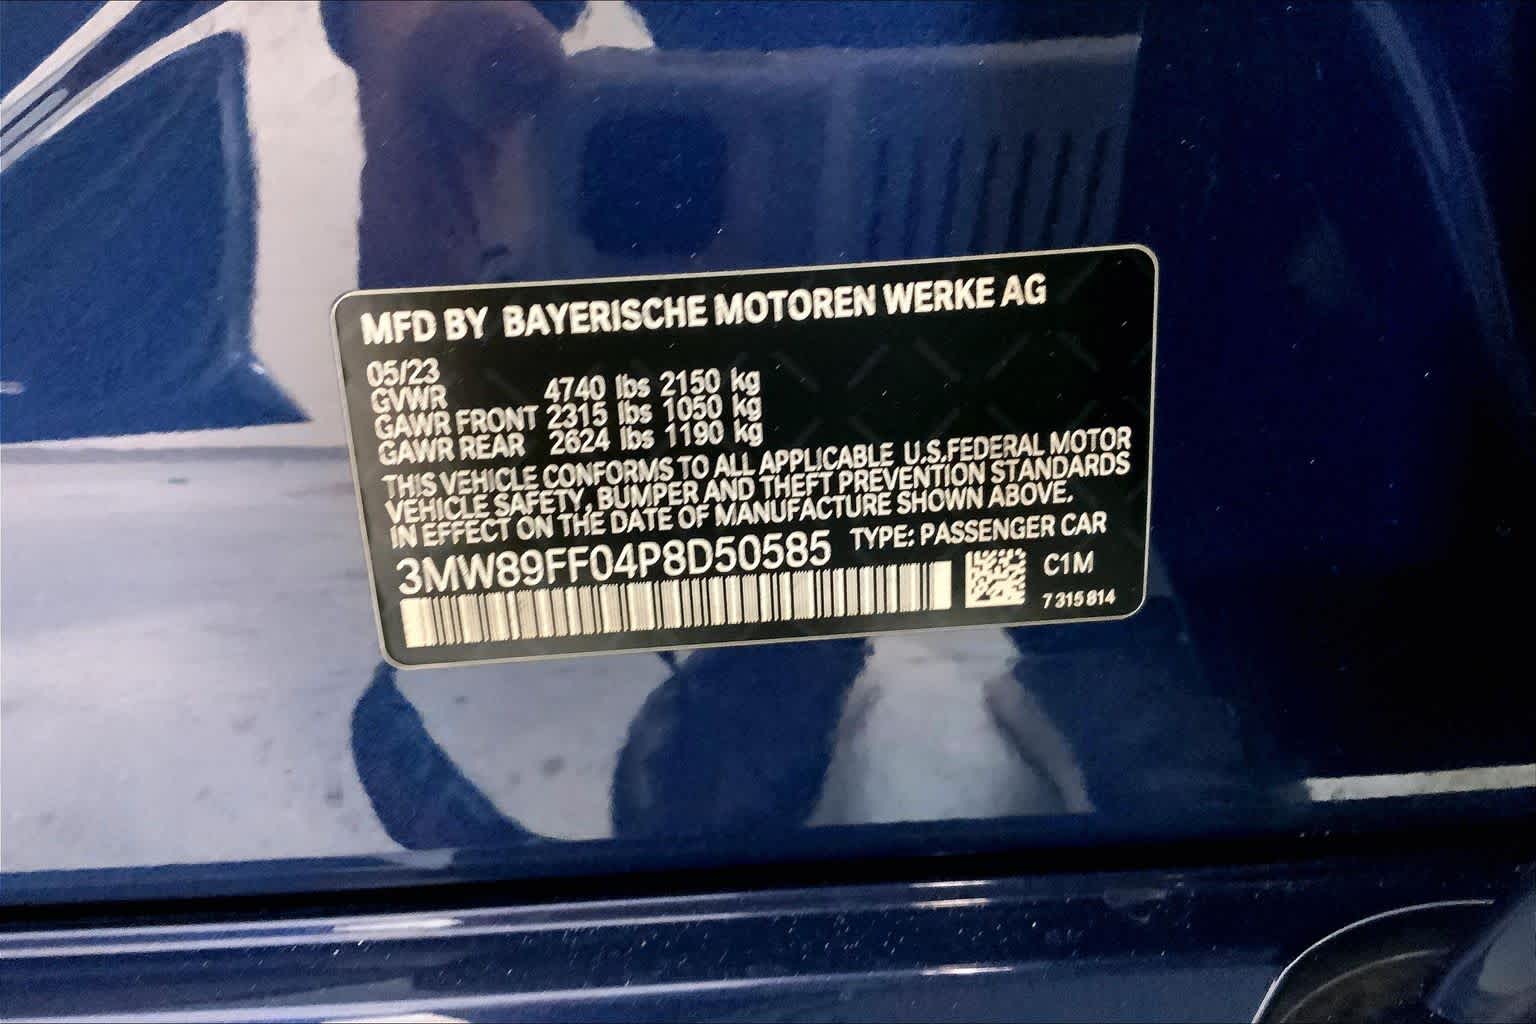 MFD BY BAYERISCHE MOTOREN WERKE AG
05/23
GVWR 4740 lbs 2150 kg
GAWR FRONT 2315 lbs 1050 kg
GAWR REAR 2624 lbs 1190 kg
THIS VEHICLE CONFORMS TO ALL APPLICABLE U.S.FEDERAL MOTOR
VEHICLE SAFETY, BUMPER AND THEFT PREVENTION STANDARDS
IN EFFECT ON THE DATE OF MANUFACTURE SHOWN ABOVE.
3MW89FF04P8D50585 TYPE: PASSENGER CAR
C1M
7 315 814